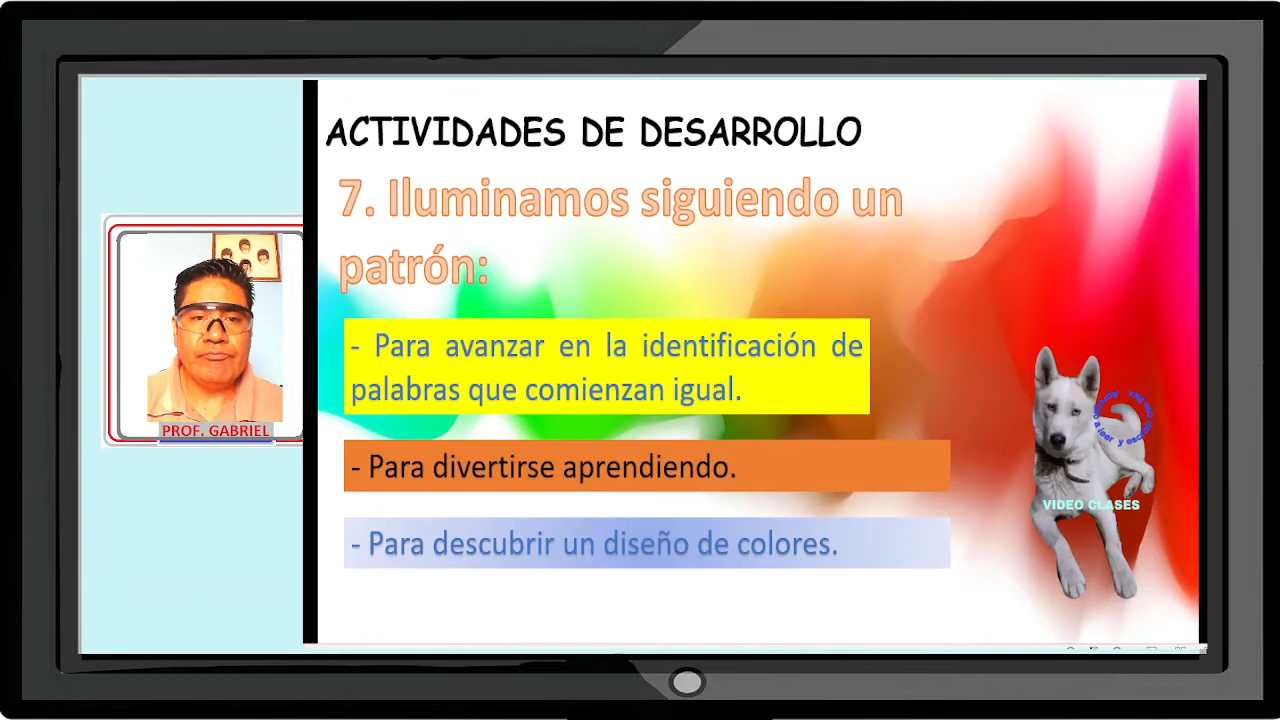 ACTIVIDADES DE DESARROLLO
7. Iluminamos siguiendo un
patrón:
- Para avanzar en la identificación de
palabras que comienzan igual.
- Para divertirse aprendiendo.
- Para descubrir un diseño de colores.
PROF. GABRIEL
a leer y
VIDEO CLASES